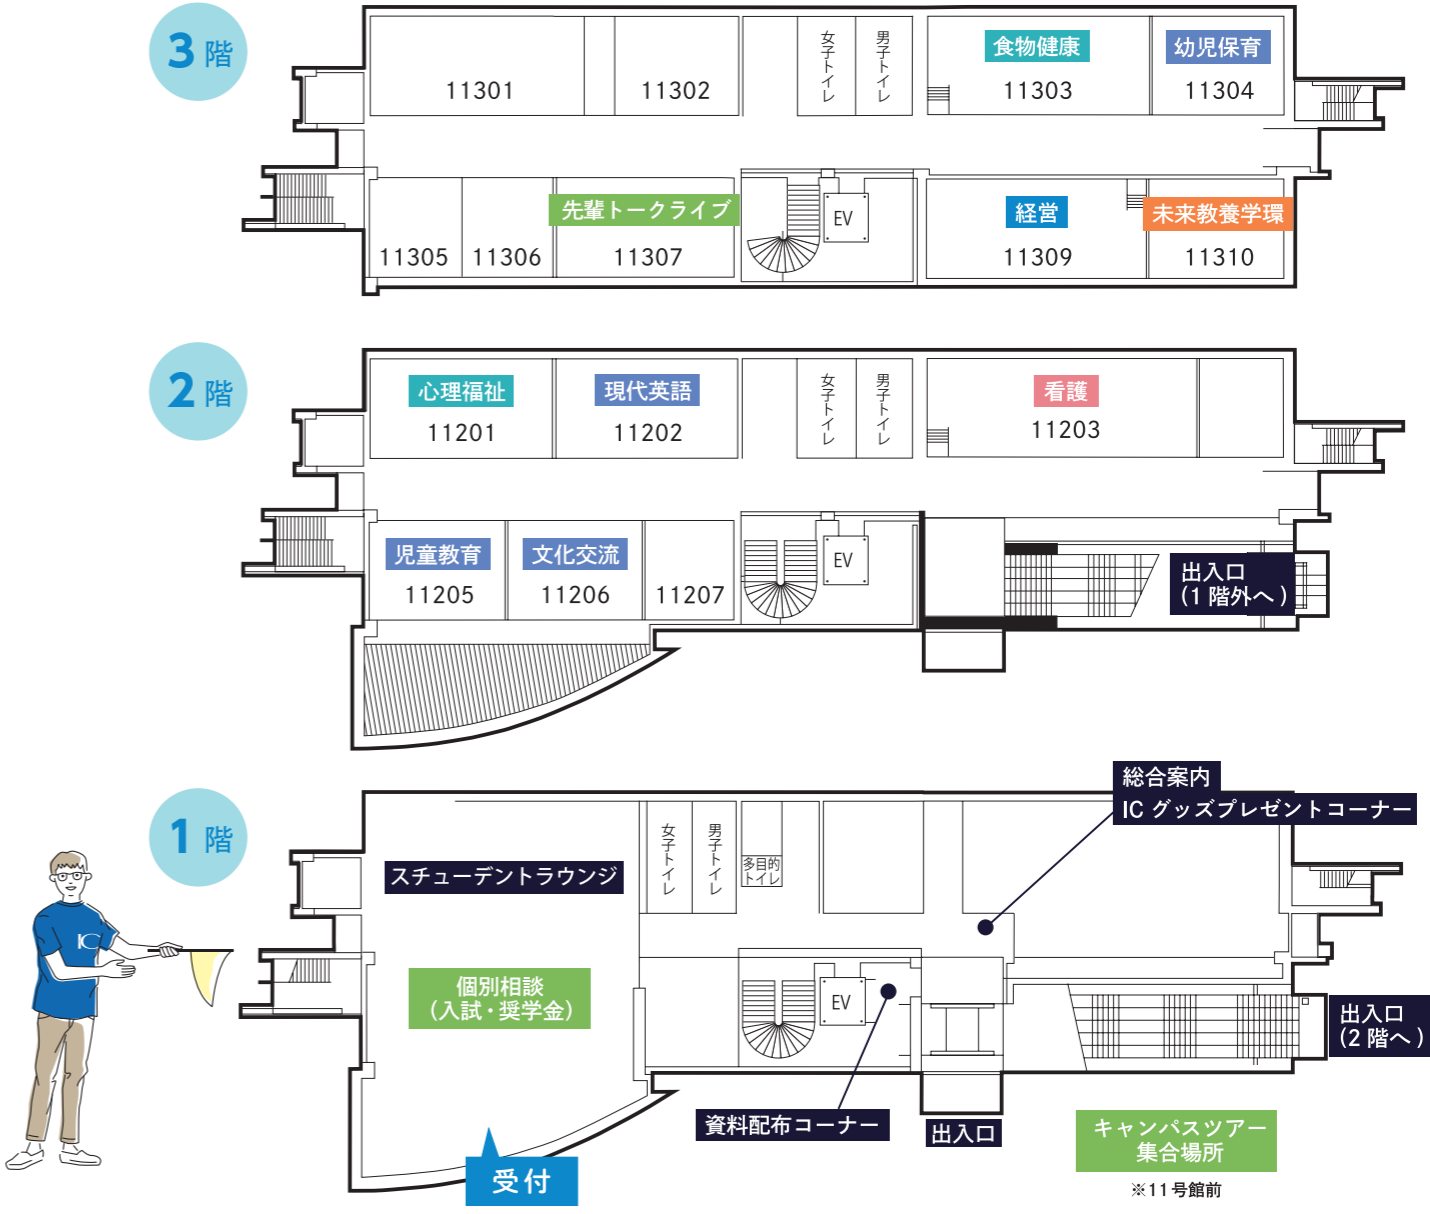 3 階
11301
11302
女子トイレ
男子トイレ
食物健康
11303
幼児保育
11304
11305
11306
先輩トークライブ
11307
EV
経営
11309
未来教養学環
11310
2 階
心理福祉
11201
現代英語
11202
女子トイレ
男子トイレ
看護
11203
児童教育
11205
文化交流
11206
11207
EV
出入口
(1 階外へ)
1 階
総合案内
IC グッズプレゼントコーナー
スチューデントラウンジ
女子トイレ
男子トイレ
多目的
トイレ
IC
個別相談
(入試・奨学金)
EV
出入口
(2 階へ)
資料配布コーナー
出入口
キャンパスツアー
集合場所
※11号館前
受付